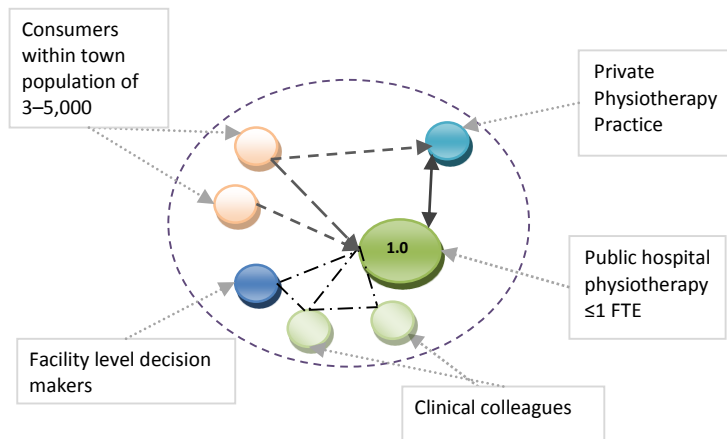 Consumers
within town
population of
3–5,000
Private
Physiotherapy
Practice
1.0
Public hospital
physiotherapy
≤1 FTE
Facility level decision
makers
Clinical colleagues